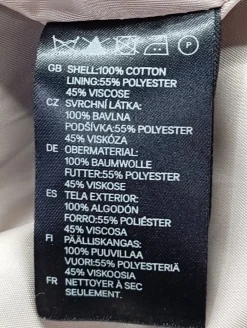 P
GB SHELL:100% COTTON
LINING:55% POLYESTER
45% VISCOSE
CZ SVRCHNÍ LÁTKA:
100% BAVLNA
PODŠÍVKA:55% POLYESTER
45% VISKÓZA
DE OBERMATERIAL:
100% BAUMWOLLE
FUTTER:55% POLYESTER
45% VISKOSE
ES TELA EXTERIOR:
100% ALGODÓN
FORRO:55% POLIÉSTER
45% VISCOSA
FI PÄÄLLISKANGAS:
100% PUUVILLAA
VUORI:55% POLYESTERIÄ
45% VISKOOSIA
FR NETTOYER À SEC
SEULEMENT.